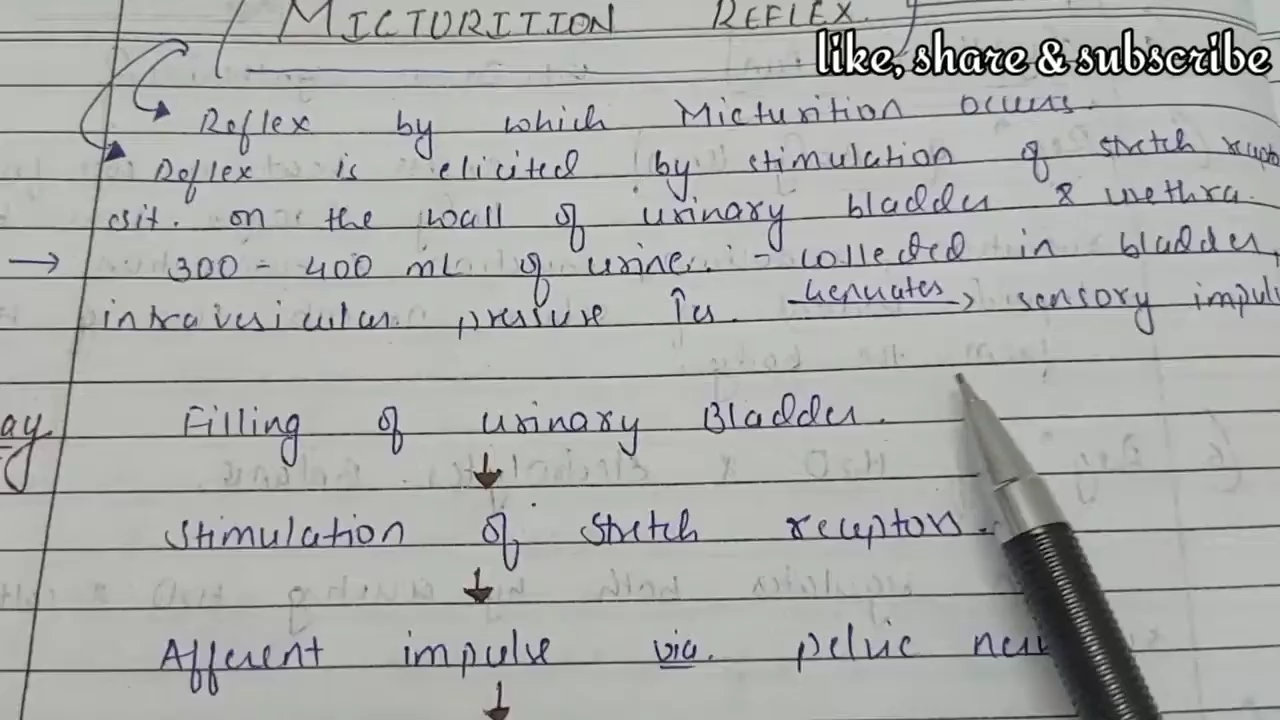 MICTURITION REFLEX.
like, share & subscribe
Reflex by which Micturition occurs.
Reflex is elicited by stimulation of stretch
sit. on the wall of urinary bladder & urethra.
→ 300 - 400 mL of urine. - collected in bladder,
intravesicular pressure ↑es. Generates → sensory
Filling of urinary Bladder.
↓
Stimulation of Stretch receptors.
↓
Afferent impulse via. pelvic
↓